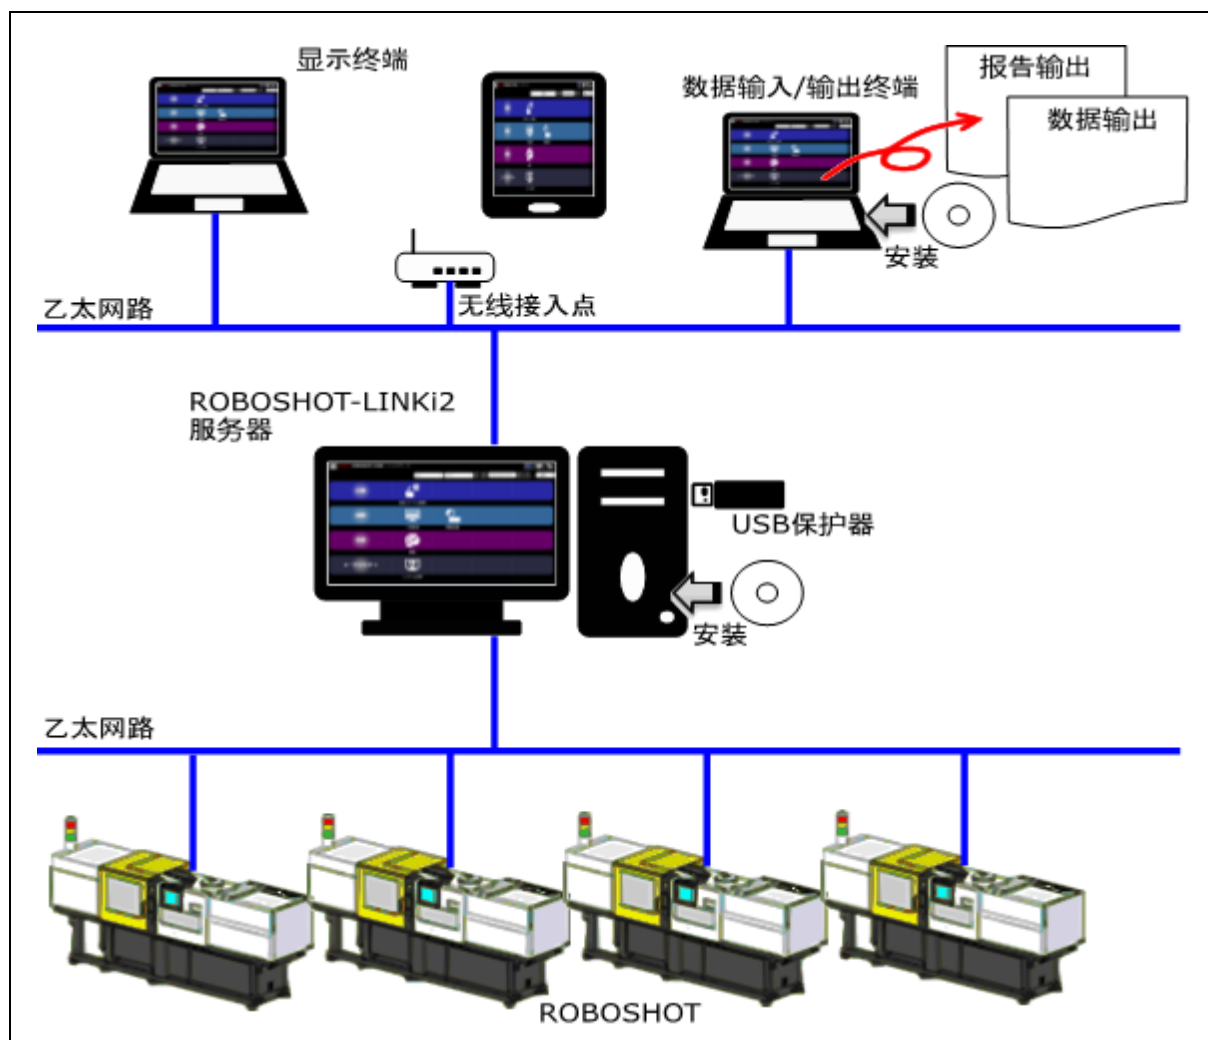 显示终端
数据输入/输出终端
报告输出
数据输出
安装
无线接入点
乙太网路
ROBOSHOT-LINKi2
服务器
USB保护器
安装
乙太网路
ROBOSHOT